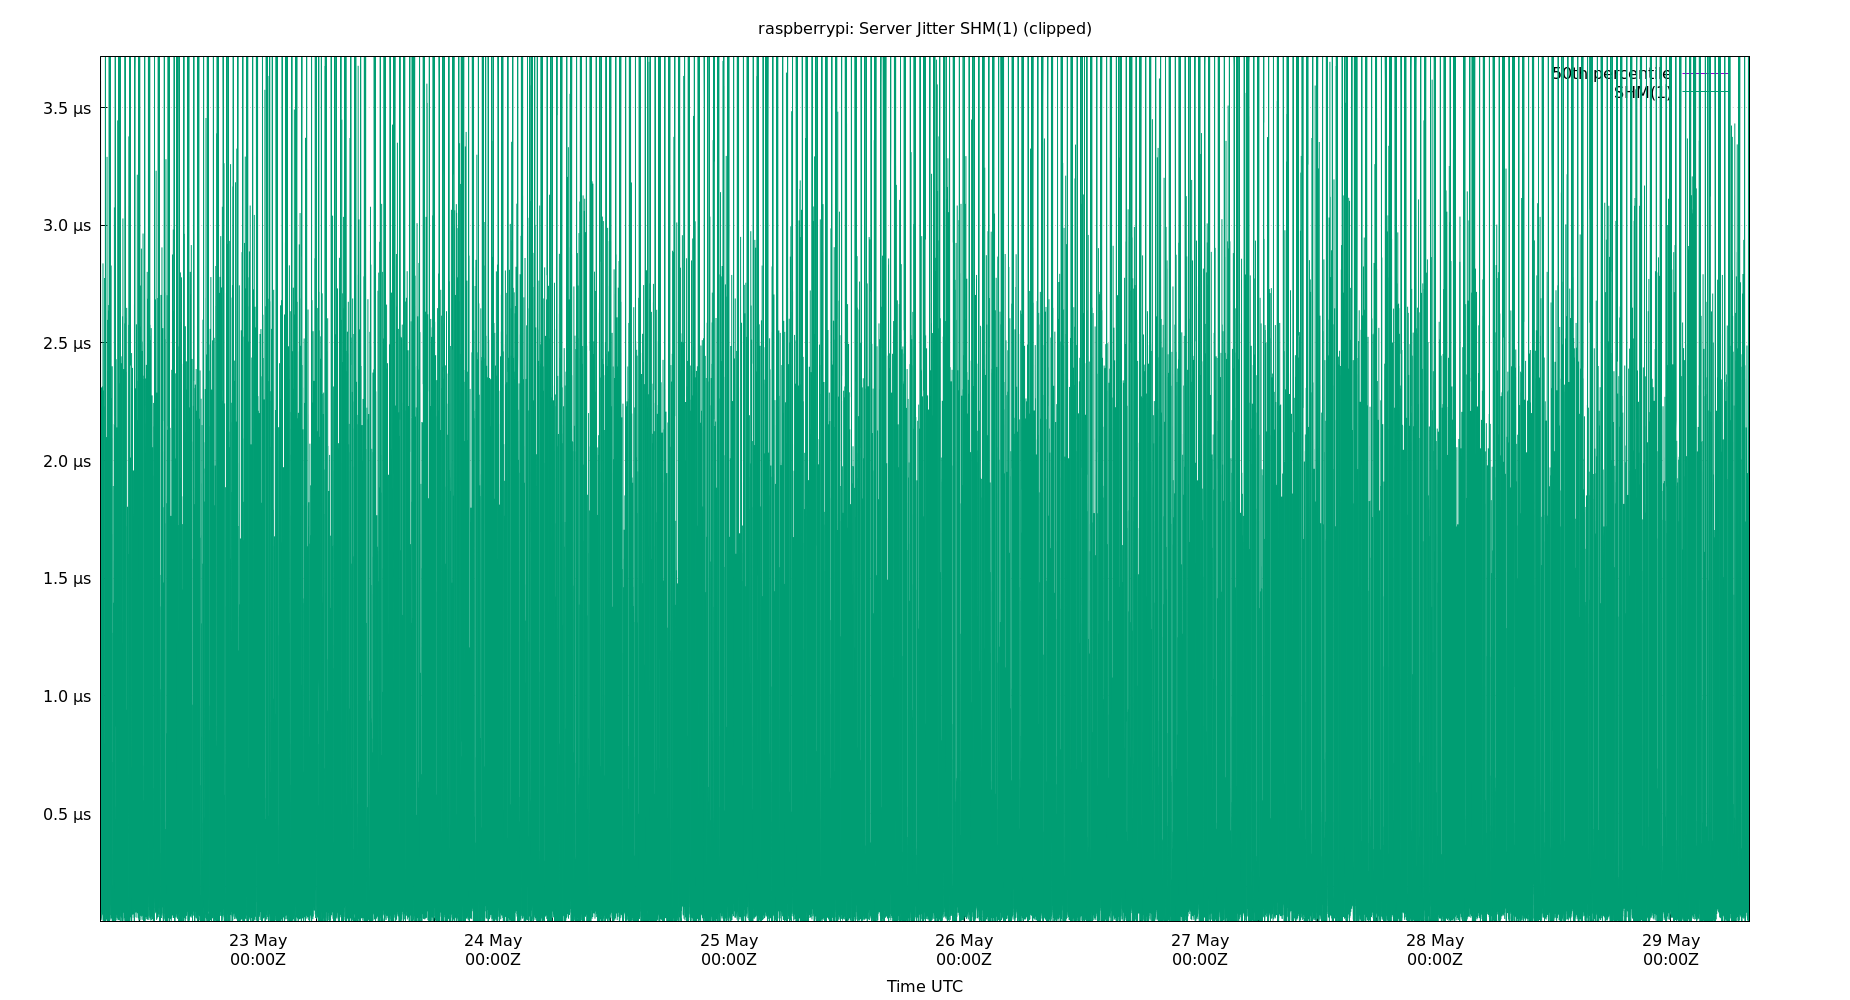 raspberrypi: Server Jitter SHM(1) (clipped)
50th percentile
SHM(1)
3.5 μs
3.0 μs
2.5 μs
2.0 μs
1.5 μs
1.0 μs
0.5 μs
23 May 24 May 25 May 26 May 27 May 28 May 29 May
00:00Z 00:00Z 00:00Z 00:00Z 00:00Z 00:00Z 00:00Z
Time UTC